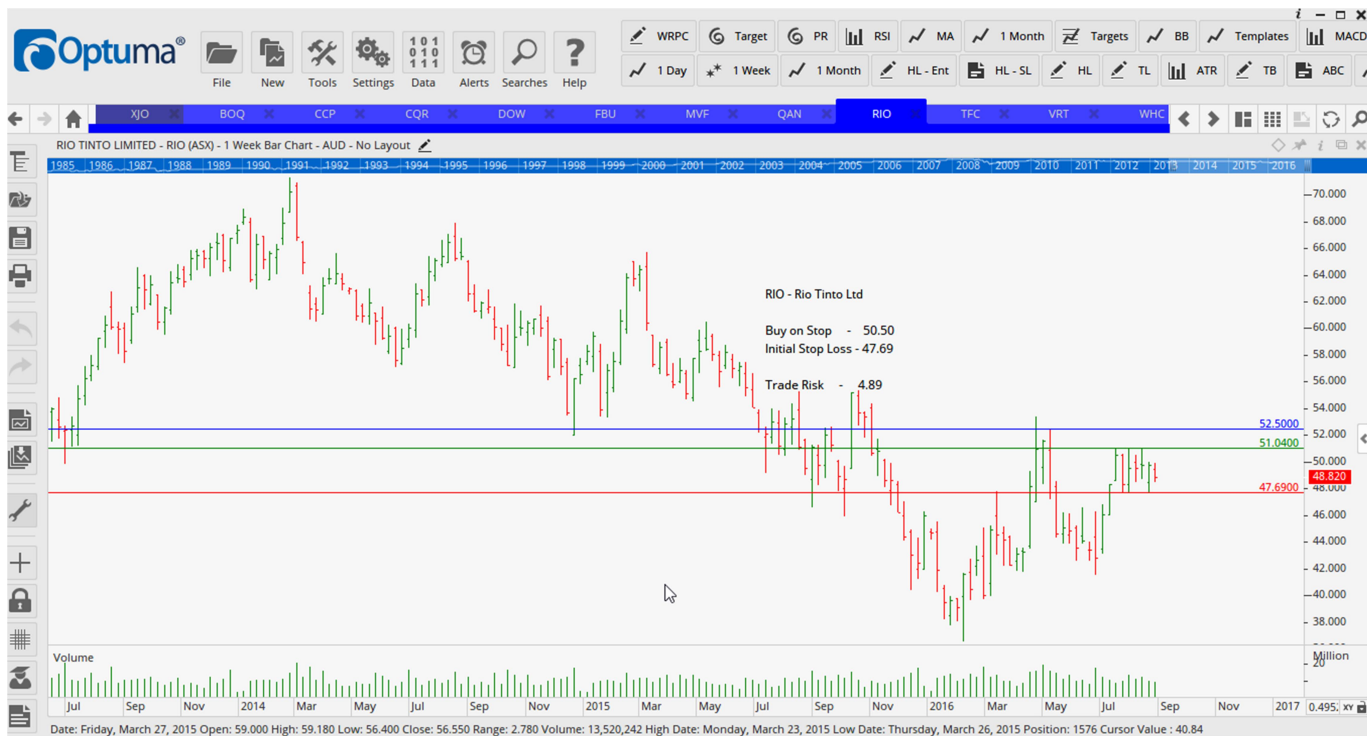 Optuma®
File
New
Tools
Settings
Data
Alerts
Searches
Help
WRPC Target PR RSI MA 1 Month Targets BB Templates MACD
1 Day 1 Week 1 Month HL - Ent HL - SL HL TL ATR TB ABC
XJO BOQ CCP CQR DOW FBU MVF QAN RIO TFC VRT WHC
RIO TINTO LIMITED - RIO (ASX) - 1 Week Bar Chart - AUD - No Layout
1985 1986 1987 1988 1989 1990 1991 1992 1993 1994 1995 1996 1997 1998 1999 2000 2001 2002 2003 2004 2005 2006 2007 2008 2009 2010 2011 2012 2013 2014 2015 2016
70.000
68.000
66.000
64.000
62.000
60.000
58.000
56.000
54.000
52.000
50.000
48.000
46.000
44.000
42.000
40.000
38.000
RIO - Rio Tinto Ltd
Buy on Stop - 50.50
Initial Stop Loss - 47.69
Trade Risk - 4.89
52.5000
51.0400
48.820
47.6900
Volume
Million
20
Jul Sep Nov 2014 Mar May Jul Sep Nov 2015 Mar May Jul Sep 2016 Mar May Jul Sep Nov 2017
XY
Date: Friday, March 27, 2015 Open: 59.000 High: 59.180 Low: 56.400 Close: 56.550 Range: 2.780 Volume: 13,520,242 High Date: Monday, March 23, 2015 Low Date: Thursday, March 26, 2015 Position: 1576 Cursor Value : 40.84